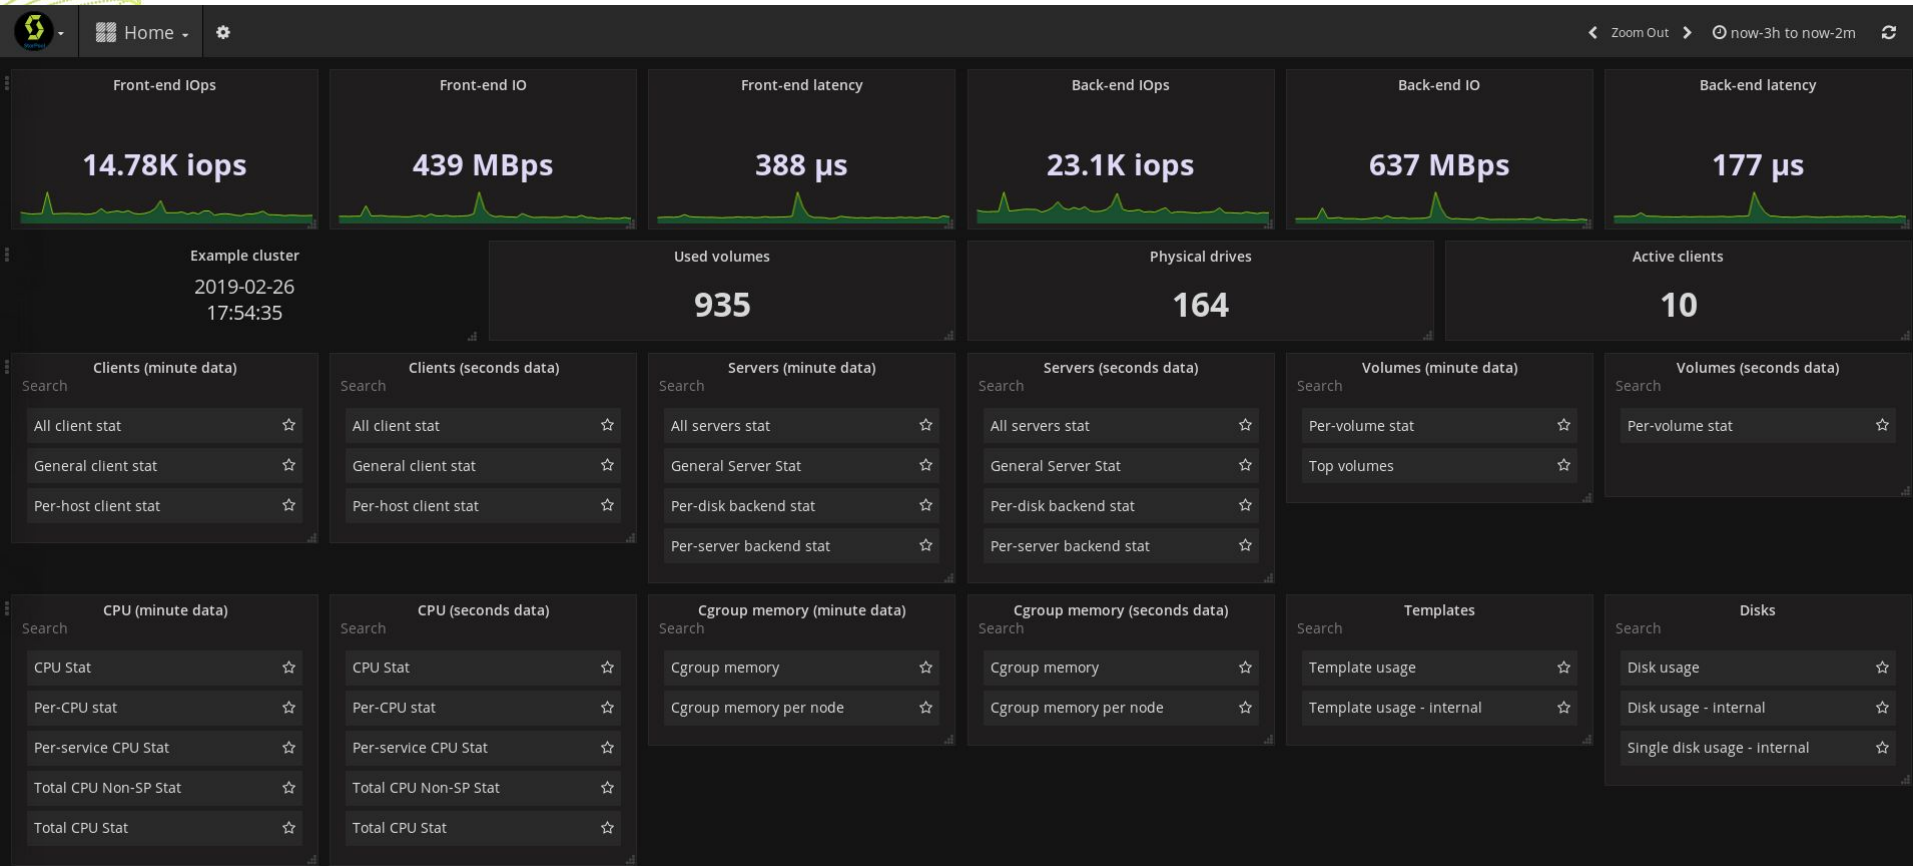 StorPool
Home
Zoom Out
now-3h to now-2m
Front-end IOps
14.78K iops
Front-end IO
439 MBps
Front-end latency
388 µs
Back-end IOps
23.1K iops
Back-end IO
637 MBps
Back-end latency
177 µs
Example cluster
2019-02-26
17:54:35
Used volumes
935
Physical drives
164
Active clients
10
Clients (minute data)
Search
All client stat
General client stat
Per-host client stat
Clients (seconds data)
Search
All client stat
General client stat
Per-host client stat
Servers (minute data)
Search
All servers stat
General Server Stat
Per-disk backend stat
Per-server backend stat
Servers (seconds data)
Search
All servers stat
General Server Stat
Per-disk backend stat
Per-server backend stat
Volumes (minute data)
Search
Per-volume stat
Top volumes
Volumes (seconds data)
Search
Per-volume stat
CPU (minute data)
Search
CPU Stat
Per-CPU stat
Per-service CPU Stat
Total CPU Non-SP Stat
Total CPU Stat
CPU (seconds data)
Search
CPU Stat
Per-CPU stat
Per-service CPU Stat
Total CPU Non-SP Stat
Total CPU Stat
Cgroup memory (minute data)
Search
Cgroup memory
Cgroup memory per node
Cgroup memory (seconds data)
Search
Cgroup memory
Cgroup memory per node
Templates
Search
Template usage
Template usage - internal
Disks
Search
Disk usage
Disk usage - internal
Single disk usage - internal